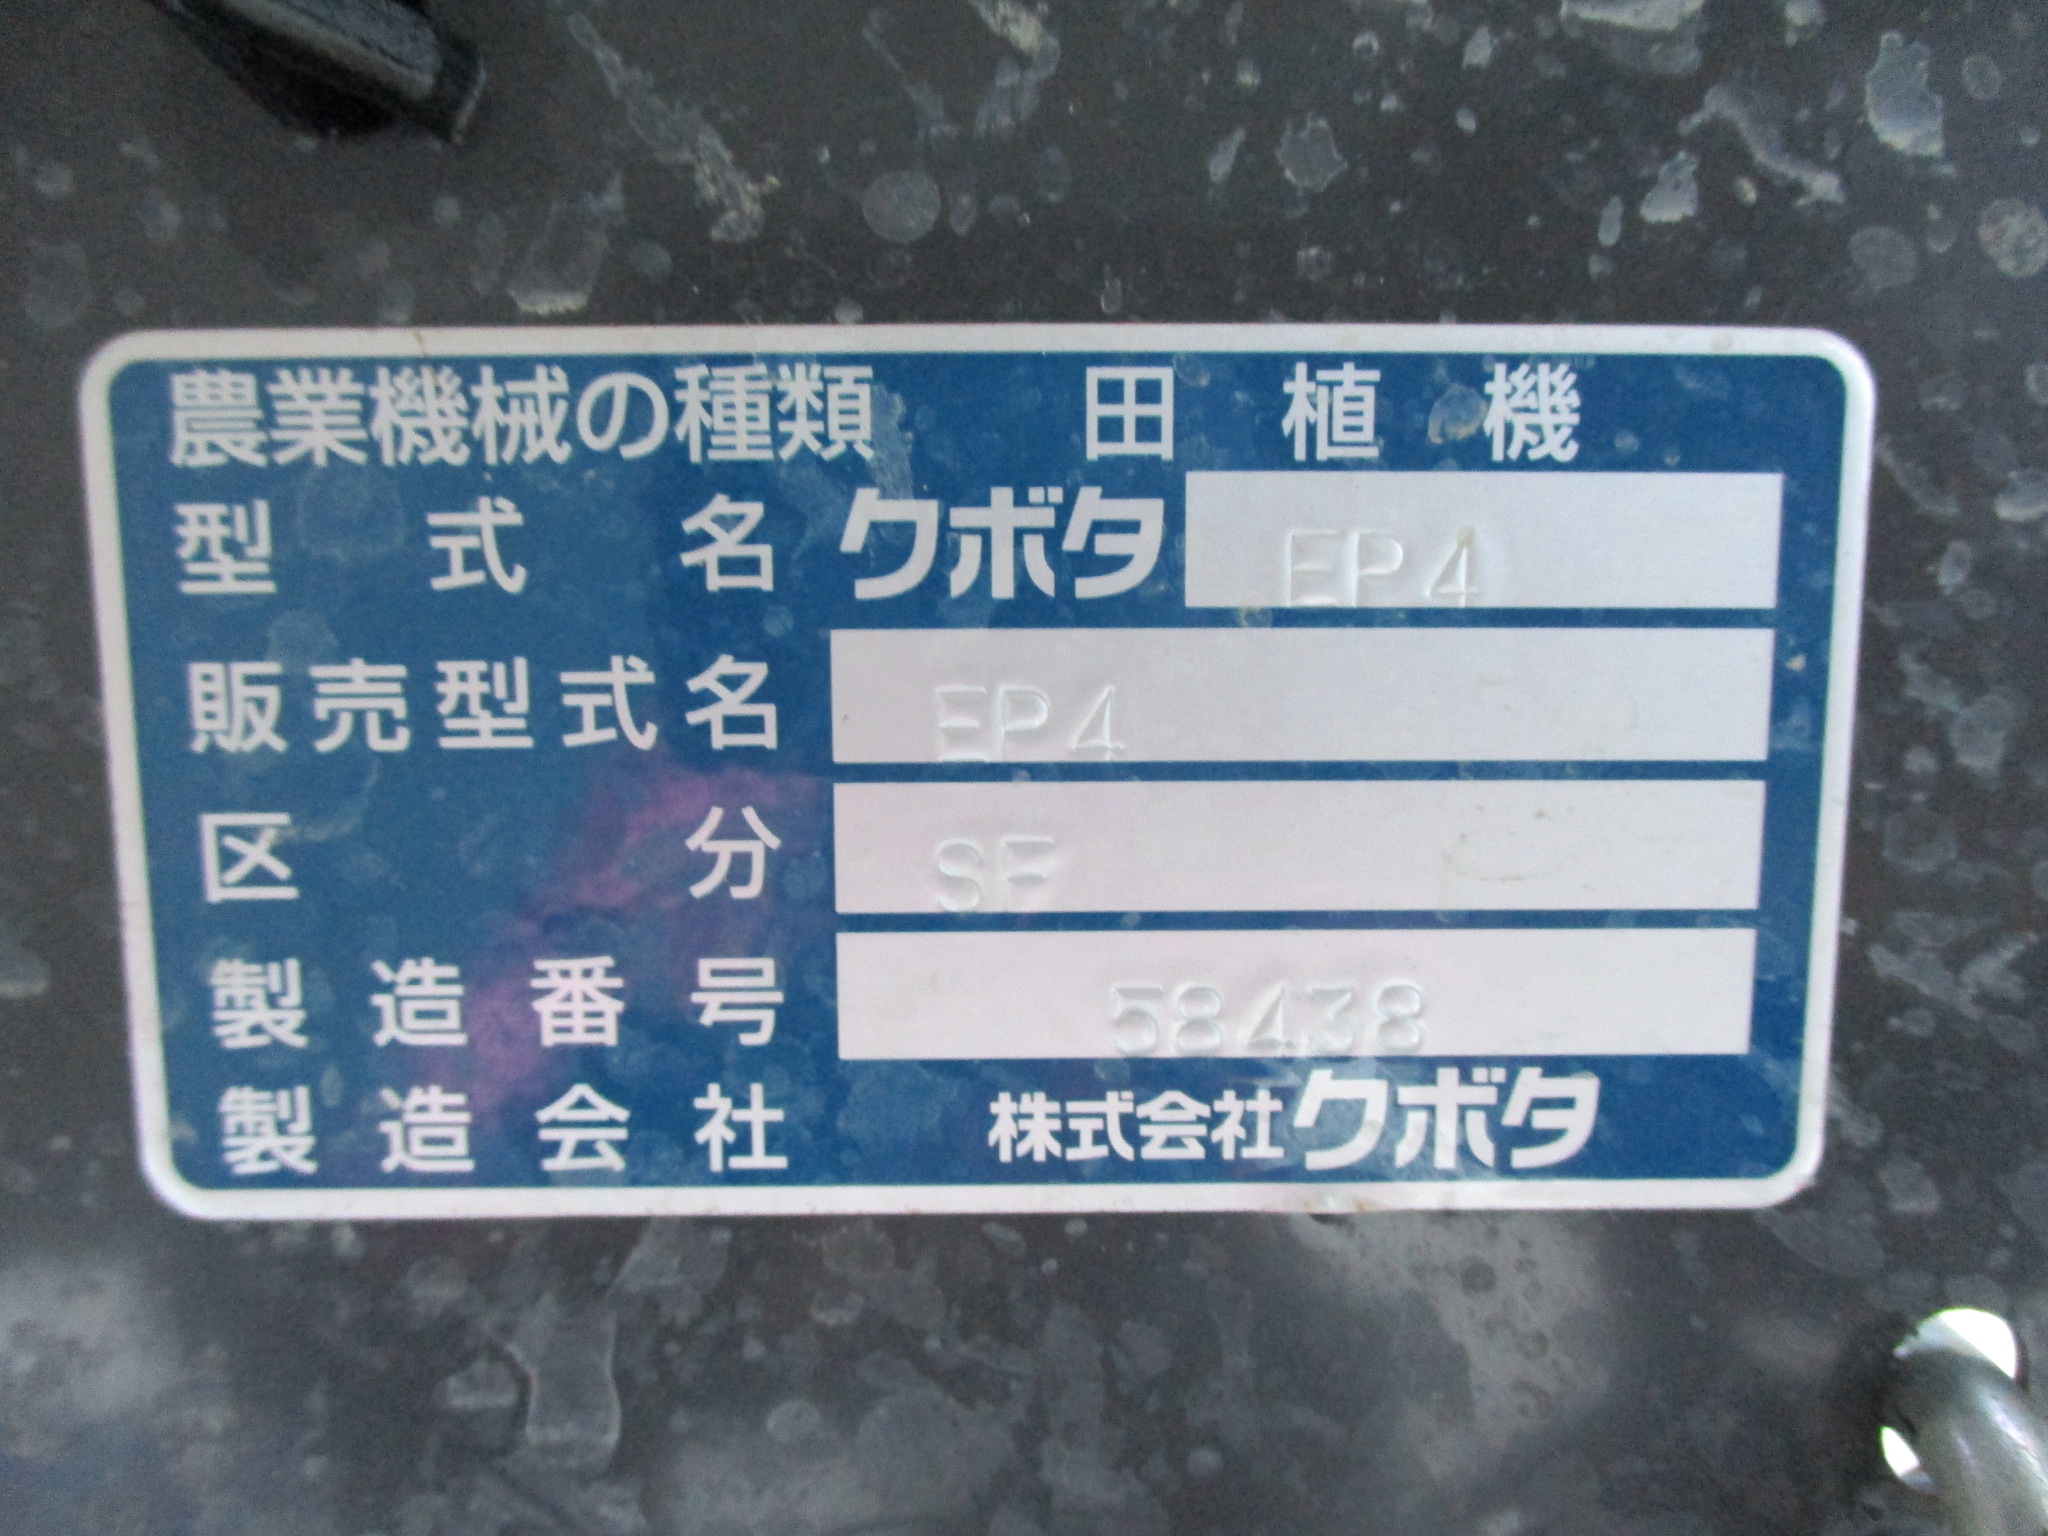 農業機械の種類 田植機
型式名 クボタ EP4
販売型式名 EP4
区分 SF
製造番号 58438
製造会社 株式会社クボタ